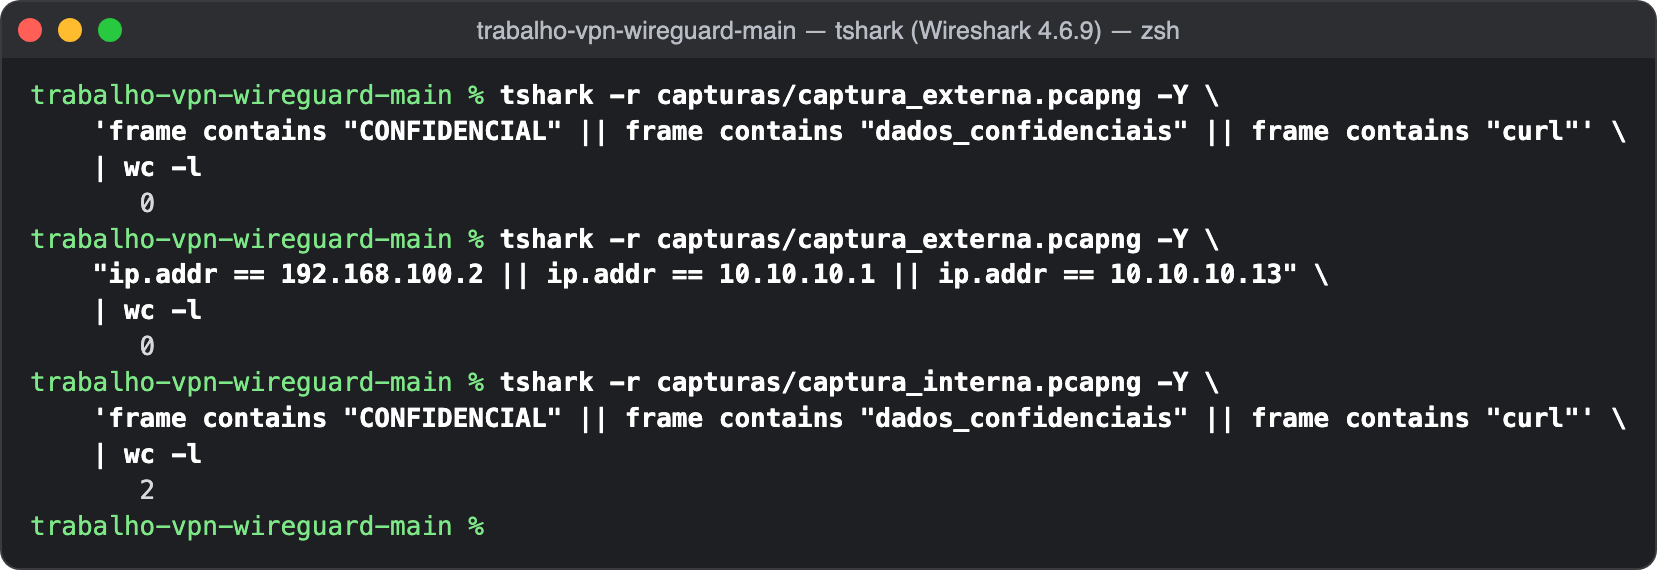 trabalho-vpn-wireguard-main — tshark (Wireshark 4.6.9) — zsh
trabalho-vpn-wireguard-main % tshark -r capturas/captura_externa.pcapng -Y \
'frame contains "CONFIDENCIAL" || frame contains "dados_confidenciais" || frame contains "curl"' \
| wc -l
0
trabalho-vpn-wireguard-main % tshark -r capturas/captura_externa.pcapng -Y \
"ip.addr == 192.168.100.2 || ip.addr == 10.10.10.1 || ip.addr == 10.10.10.13" \
| wc -l
0
trabalho-vpn-wireguard-main % tshark -r capturas/captura_interna.pcapng -Y \
'frame contains "CONFIDENCIAL" || frame contains "dados_confidenciais" || frame contains "curl"' \
| wc -l
2
trabalho-vpn-wireguard-main %